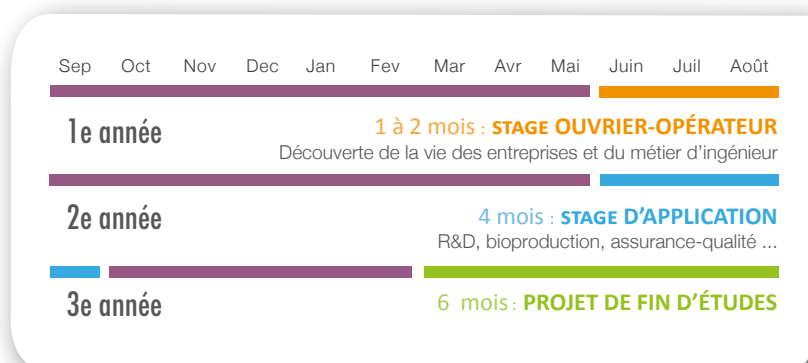 Sep Oct Nov Dec Jan Fev Mar Avr Mai Juin Juil Août
1e année
1 à 2 mois : STAGE OUVRIER-OPÉRATEUR
Découverte de la vie des entreprises et du métier d'ingénieur
2e année
4 mois : STAGE D'APPLICATION
R&D, bioproduction, assurance-qualité ...
3e année
6 mois : PROJET DE FIN D'ÉTUDES